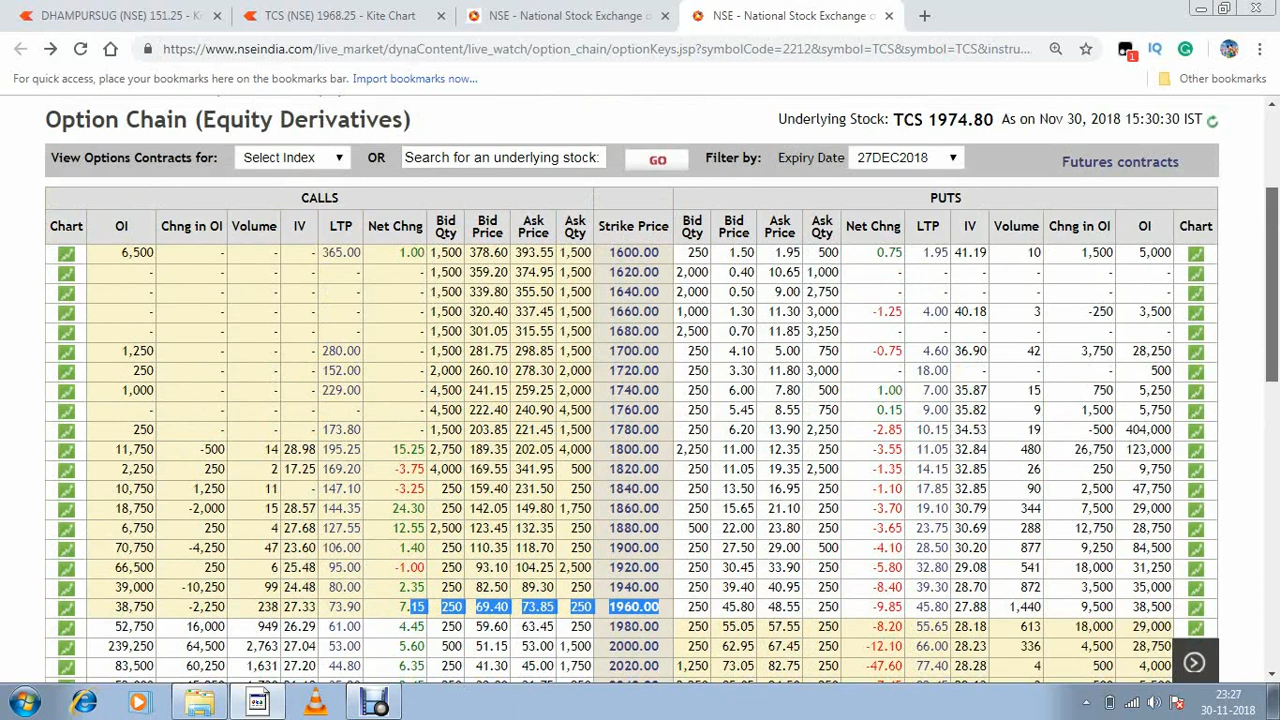 DHAMPURSUG (NSE) 151.25 - Kite
TCS (NSE) 1968.25 - Kite Chart
NSE - National Stock Exchange o
NSE - National Stock Exchange o
https://www.nseindia.com/live_market/dynaContent/live_watch/option_chain/optionKeys.jsp?symbolCode=2212&symbol=TCS&symbol=TCS&instru...
IQ
1
For quick access, place your bookmarks here on the bookmarks bar. Import bookmarks now...
Other bookmarks
Option Chain (Equity Derivatives)
Underlying Stock: TCS 1974.80 As on Nov 30, 2018 15:30:30 IST
View Options Contracts for: Select Index OR Search for an underlying stock: GO Filter by: Expiry Date 27DEC2018 Futures contracts
CALLS PUTS
Chart OI Chng in OI Volume IV LTP Net Chng Bid Qty Bid Price Ask Price Ask Qty Strike Price Bid Qty Bid Price Ask Price Ask Qty Net Chng LTP IV Volume Chng in OI OI Chart
6,500 - - - 365.00 1.00 1,500 378.60 393.55 1,500 1600.00 250 1.50 1.95 500 0.75 1.95 41.19 10 1,500 5,000
- - - - - - 1,500 359.20 374.95 1,500 1620.00 2,000 0.40 10.65 1,000 - - - - - -
- - - - - - 1,500 339.80 355.50 1,500 1640.00 2,000 0.50 9.00 2,750 - - - - - -
- - - - - - 1,500 320.40 337.45 1,500 1660.00 1,000 1.30 11.30 3,000 -1.25 4.00 40.18 3 -250 3,500
- - - - - - 1,500 301.05 315.55 1,500 1680.00 2,500 0.70 11.85 3,250 - - - - - -
1,250 - - - 280.00 - 1,500 281.75 298.85 1,500 1700.00 250 4.10 5.00 750 -0.75 4.60 36.90 42 3,750 28,250
250 - - - 152.00 - 2,000 260.10 278.30 2,000 1720.00 250 3.30 11.80 3,000 - 18.00 - - - 500
1,000 - - - 229.00 - 4,500 241.15 259.25 2,000 1740.00 250 6.00 7.80 500 1.00 7.00 35.87 15 750 5,250
- - - - - - 4,500 222.40 240.90 4,500 1760.00 250 5.45 8.55 750 0.15 9.00 35.82 9 1,500 5,750
250 - - - 173.80 - 1,500 203.85 221.45 1,500 1780.00 250 6.20 13.90 2,250 -2.85 10.15 34.53 19 -500 404,000
11,750 -500 14 28.98 195.25 15.25 2,750 189.35 202.05 4,000 1800.00 2,250 11.00 12.35 250 -3.55 11.05 32.84 480 26,750 123,000
2,250 250 2 17.25 169.20 -3.75 4,000 169.55 341.95 500 1820.00 250 11.05 19.35 2,500 -1.35 14.15 32.85 26 250 9,750
10,750 1,250 11 - 147.10 -3.25 250 159.40 231.50 250 1840.00 250 13.50 16.95 250 -1.10 17.85 32.85 90 2,500 47,750
18,750 -2,000 15 28.57 144.35 24.30 250 142.05 149.80 1,750 1860.00 250 15.65 21.10 250 -3.70 19.10 30.79 344 7,500 29,000
6,750 250 4 27.68 127.55 12.55 2,500 123.45 132.35 250 1880.00 500 22.00 23.80 250 -3.65 23.75 30.69 288 12,750 38,750
70,750 -4,250 47 23.60 106.00 1.40 250 110.35 118.70 250 1900.00 250 27.50 29.00 500 -4.10 28.50 30.20 877 9,250 84,500
66,500 250 6 25.48 95.00 -1.00 250 93.10 104.25 2,500 1920.00 250 30.45 33.90 250 -5.80 32.80 29.08 541 18,000 31,250
39,000 -10,250 99 24.48 80.00 2.35 250 82.50 89.30 250 1940.00 250 39.40 40.95 250 -8.40 39.30 28.70 872 3,500 35,000
38,750 -2,250 238 27.33 73.90 7.15 250 69.40 73.85 250 1960.00 250 45.80 48.55 250 -9.85 45.80 27.88 1,440 9,500 38,500
52,750 16,000 949 26.29 61.00 4.45 250 59.60 63.45 250 1980.00 250 55.05 57.55 250 -8.20 55.65 28.18 613 18,000 29,000
239,250 64,500 2,763 27.20 53.00 5.60 250 51.15 53.00 1,500 2000.00 250 62.95 67.45 250 -12.10 66.00 28.23 336 4,500 28,750
83,500 60,250 1,631 27.04 44.80 6.35 250 41.30 45.00 1,750 2020.00 1,250 73.05 82.75 250 -47.60 77.40 28.28 4 500 4,000
23:27
30-11-2018